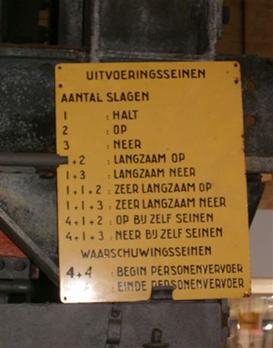 UITVOERINGSSEINEN
AANTAL SLAGEN
1 : HALT
2 : OP
3 : NEER
1+2 : LANGZAAM OP
1+3 : LANGZAAM NEER
1+1+2 : ZEER LANGZAAM OP
1+1+3 : ZEER LANGZAAM NEER
4+1+2 : OP BIJ ZELF SEINEN
4+1+3 : NEER BIJ ZELF SEINEN
WAARSCHUWINGSSEINEN
4+4 : BEGIN PERSONENVERVOER
: EINDE PERSONENVERVOER